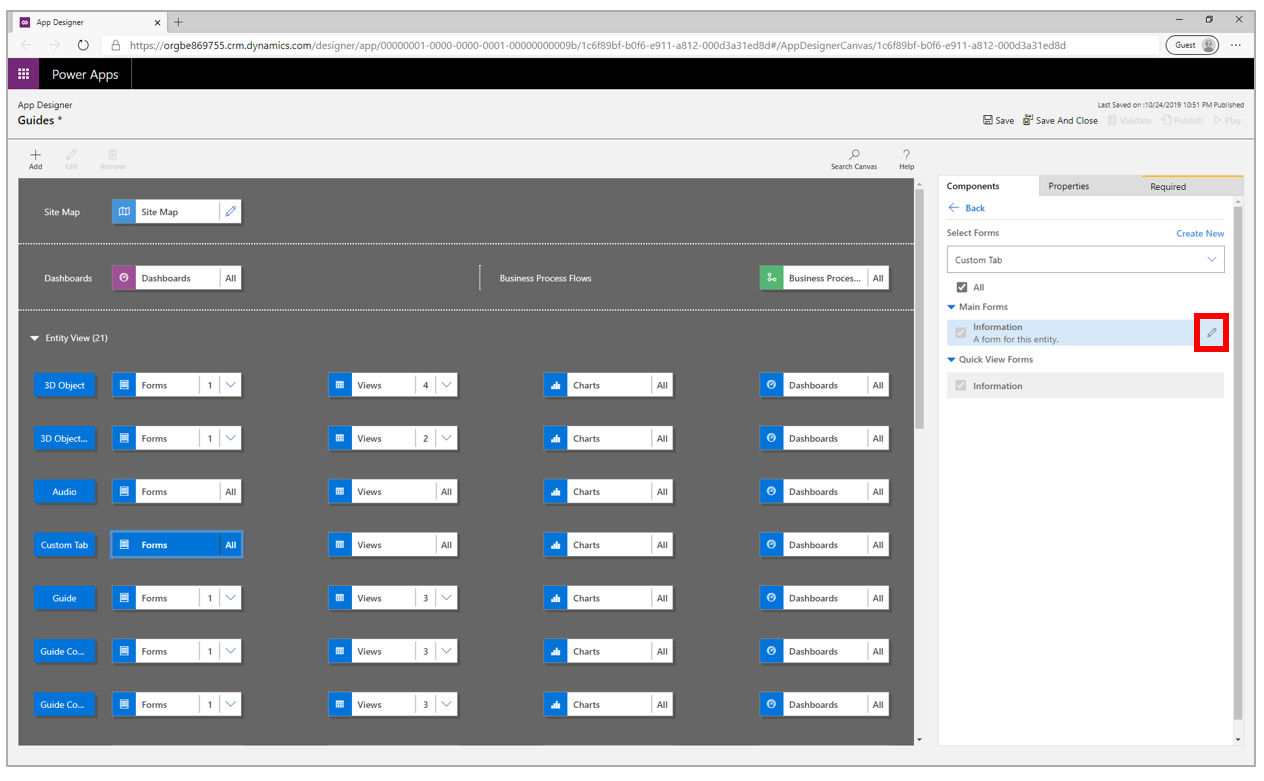 App Designer
https://orgbe869755.crm.dynamics.com/designer/app/00000001-0000-0000-0001-00000000009b/1c6f89bf-b0f6-e911-a812-000d3a31ed8d#/AppDesignerCanvas/1c6f89bf-b0f6-e911-a812-000d3a31ed8d
Guest
Power Apps
App Designer
Last Saved on :10/24/2019 10:51 PM Published
Guides *
Save Save And Close Validate Publish Play
Add Edit Remove Search Canvas Help
Site Map Site Map
Dashboards Dashboards All Business Process Flows Business Proces... All
Entity View (21)
3D Object Forms 1 Views 4 Charts All Dashboards All
3D Object... Forms 1 Views 2 Charts All Dashboards All
Audio Forms All Views All Charts All Dashboards All
Custom Tab Forms All Views All Charts All Dashboards All
Guide Forms 1 Views 3 Charts All Dashboards All
Guide Co... Forms 1 Views 3 Charts All Dashboards All
Guide Co... Forms 1 Views 3 Charts All Dashboards All
Components Properties Required
Back
Select Forms Create New
Custom Tab
All
Main Forms
Information
A form for this entity.
Quick View Forms
Information